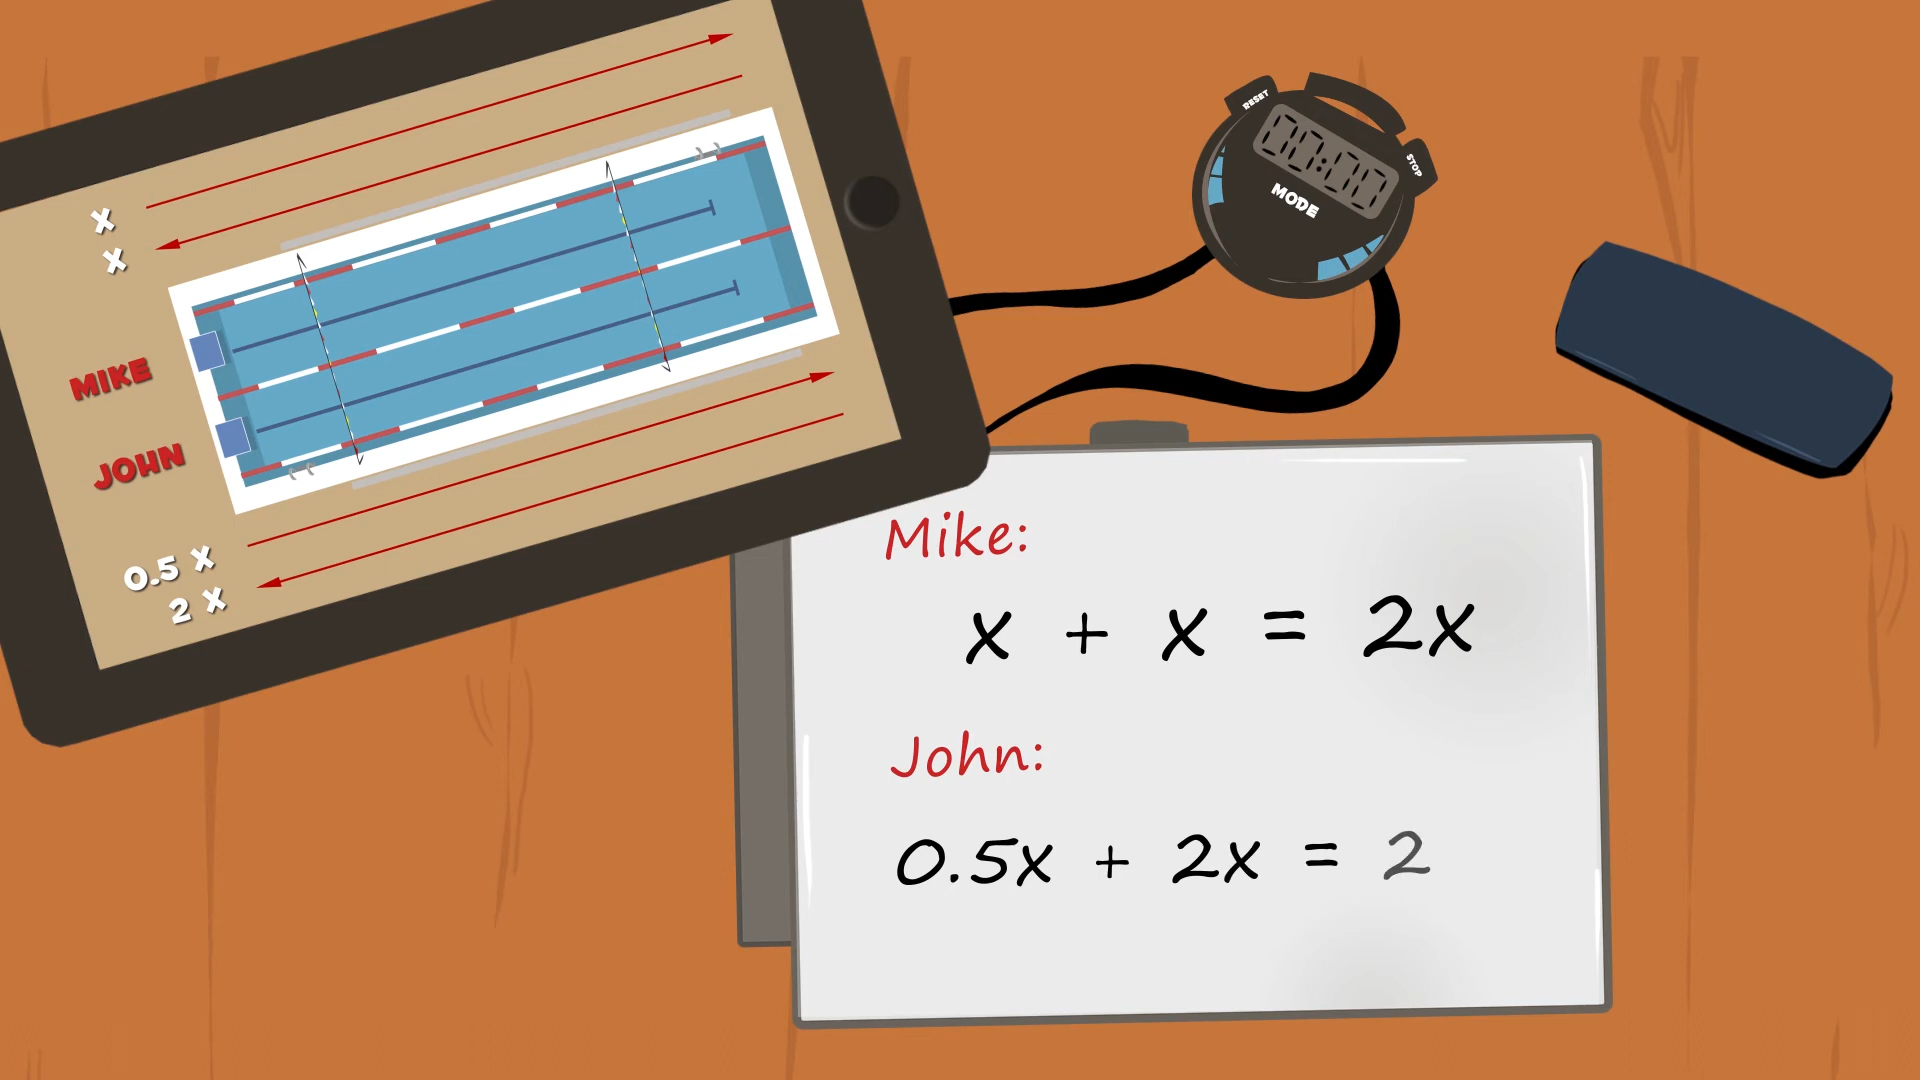 x
x
MIKE
JOHN
0.5 x
2 x
RESET
STOP
MODE
Mike:
x + x = 2x
John:
0.5x + 2x = 2